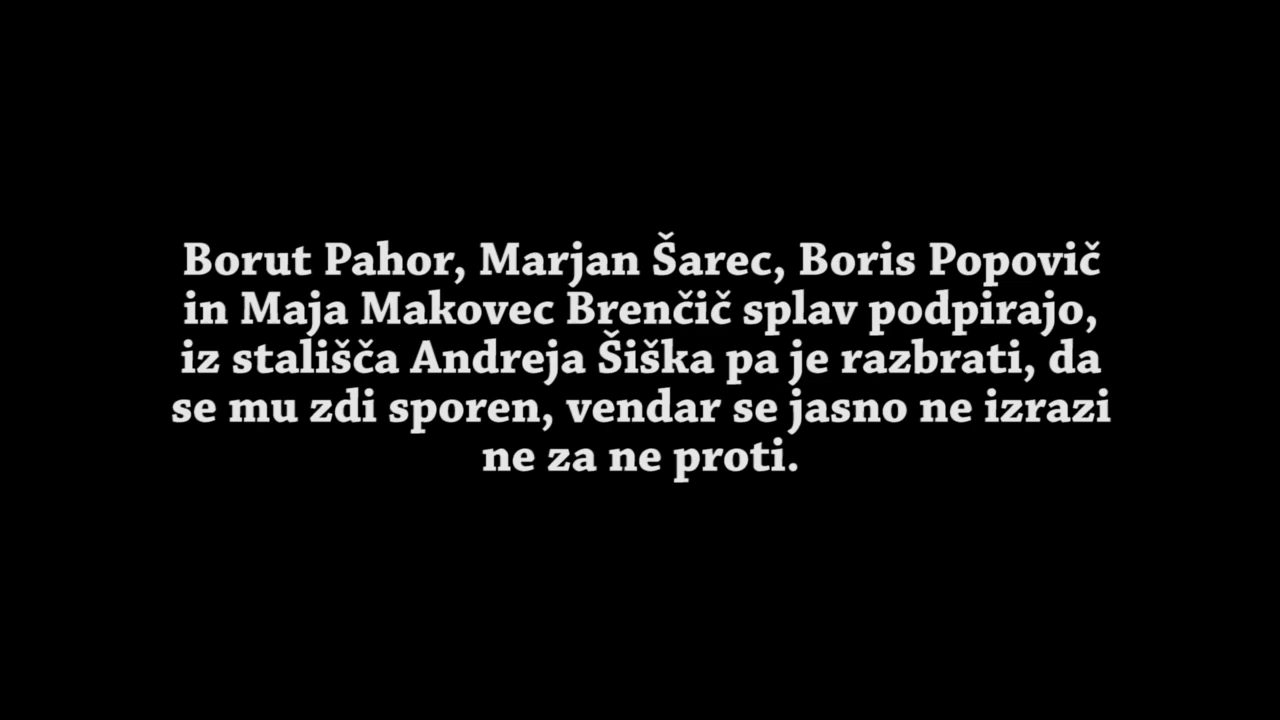 Borut Pahor, Marjan Šarec, Boris Popovič
in Maja Makovec Brenčič splav podpirajo,
iz stališča Andreja Šiška pa je razbrati, da
se mu zdi sporen, vendar se jasno ne izrazi
ne za ne proti.